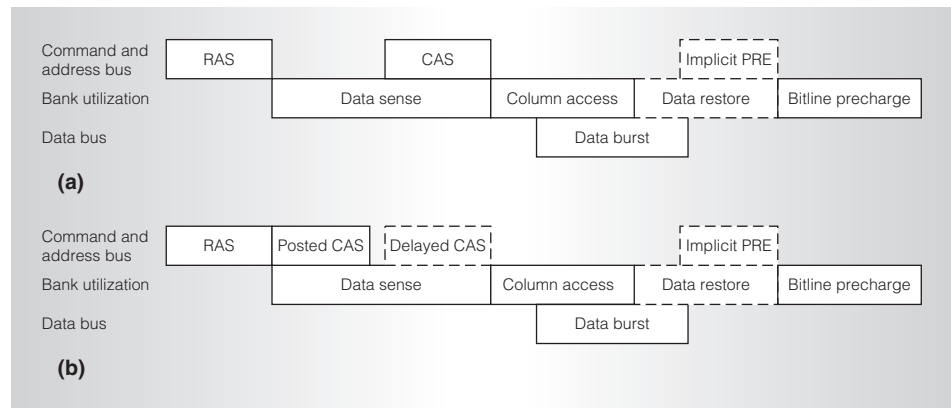 Command and
address bus
RAS
CAS
Implicit PRE
Bank utilization
Data sense
Column access
Data restore
Bitline precharge
Data bus
Data burst
(a)
Command and
address bus
RAS
Posted CAS
Delayed CAS
Implicit PRE
Bank utilization
Data sense
Column access
Data restore
Bitline precharge
Data bus
Data burst
(b)